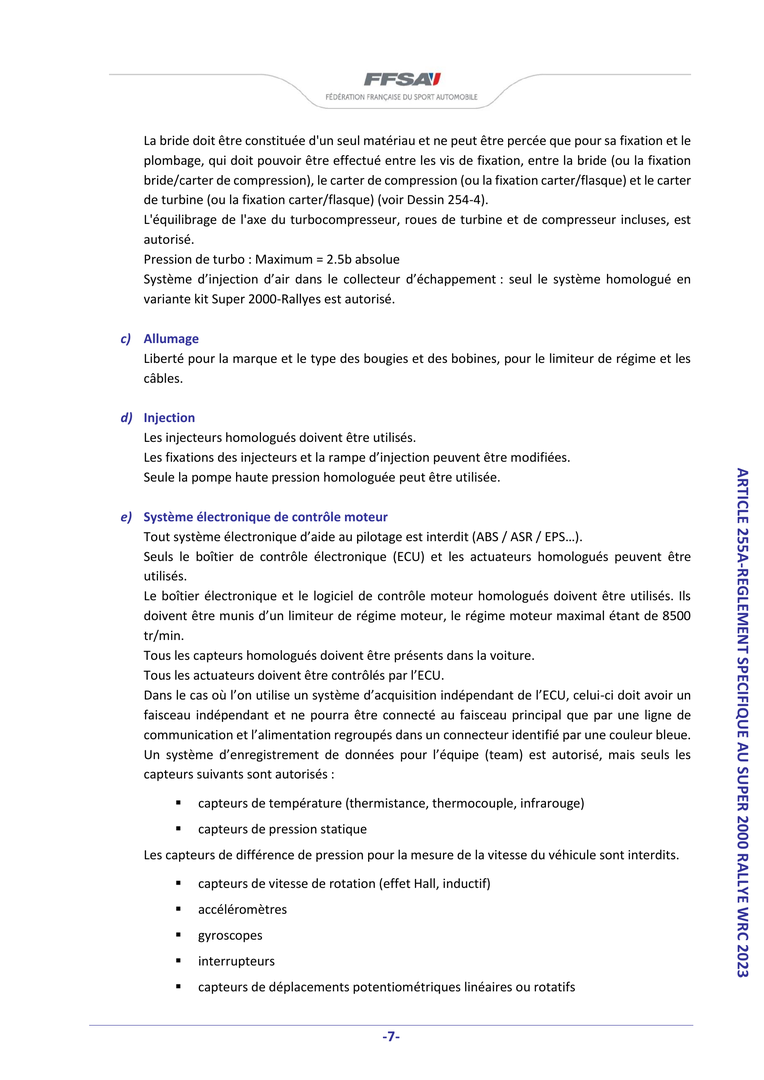 FFSA
FÉDÉRATION FRANÇAISE DU SPORT AUTOMOBILE
La bride doit être constituée d'un seul matériau et ne peut être percée que pour sa fixation et le
plombage, qui doit pouvoir être effectué entre les vis de fixation, entre la bride (ou la fixation
bride/carter de compression), le carter de compression (ou la fixation carter/flasque) et le carter
de turbine (ou la fixation carter/flasque) (voir Dessin 254-4).
L'équilibrage de l'axe du turbocompresseur, roues de turbine et de compresseur incluses, est
autorisé.
Pression de turbo : Maximum = 2.5b absolue
Système d’injection d’air dans le collecteur d’échappement : seul le système homologué en
variante kit Super 2000-Rallyes est autorisé.
c) Allumage
Liberté pour la marque et le type des bougies et des bobines, pour le limiteur de régime et les
câbles.
d) Injection
Les injecteurs homologués doivent être utilisés.
Les fixations des injecteurs et la rampe d’injection peuvent être modifiées.
Seule la pompe haute pression homologuée peut être utilisée.
e) Système électronique de contrôle moteur
Tout système électronique d’aide au pilotage est interdit (ABS / ASR / EPS…).
Seuls le boîtier de contrôle électronique (ECU) et les actuateurs homologués peuvent être
utilisés.
Le boîtier électronique et le logiciel de contrôle moteur homologués doivent être utilisés. Ils
doivent être munis d’un limiteur de régime moteur, le régime moteur maximal étant de 8500
tr/min.
Tous les capteurs homologués doivent être présents dans la voiture.
Tous les actuateurs doivent être contrôlés par l’ECU.
Dans le cas où l’on utilise un système d’acquisition indépendant de l’ECU, celui-ci doit avoir un
faisceau indépendant et ne pourra être connecté au faisceau principal que par une ligne de
communication et l’alimentation regroupés dans un connecteur identifié par une couleur bleue.
Un système d’enregistrement de données pour l’équipe (team) est autorisé, mais seuls les
capteurs suivants sont autorisés :
▪ capteurs de température (thermistance, thermocouple, infrarouge)
▪ capteurs de pression statique
Les capteurs de différence de pression pour la mesure de la vitesse du véhicule sont interdits.
▪ capteurs de vitesse de rotation (effet Hall, inductif)
▪ accéléromètres
▪ gyroscopes
▪ interrupteurs
▪ capteurs de déplacements potentiométriques linéaires ou rotatifs
ARTICLE 255A-REGLEMENT SPECIFIQUE AU SUPER 2000 RALLYE WRC 2023
-7-